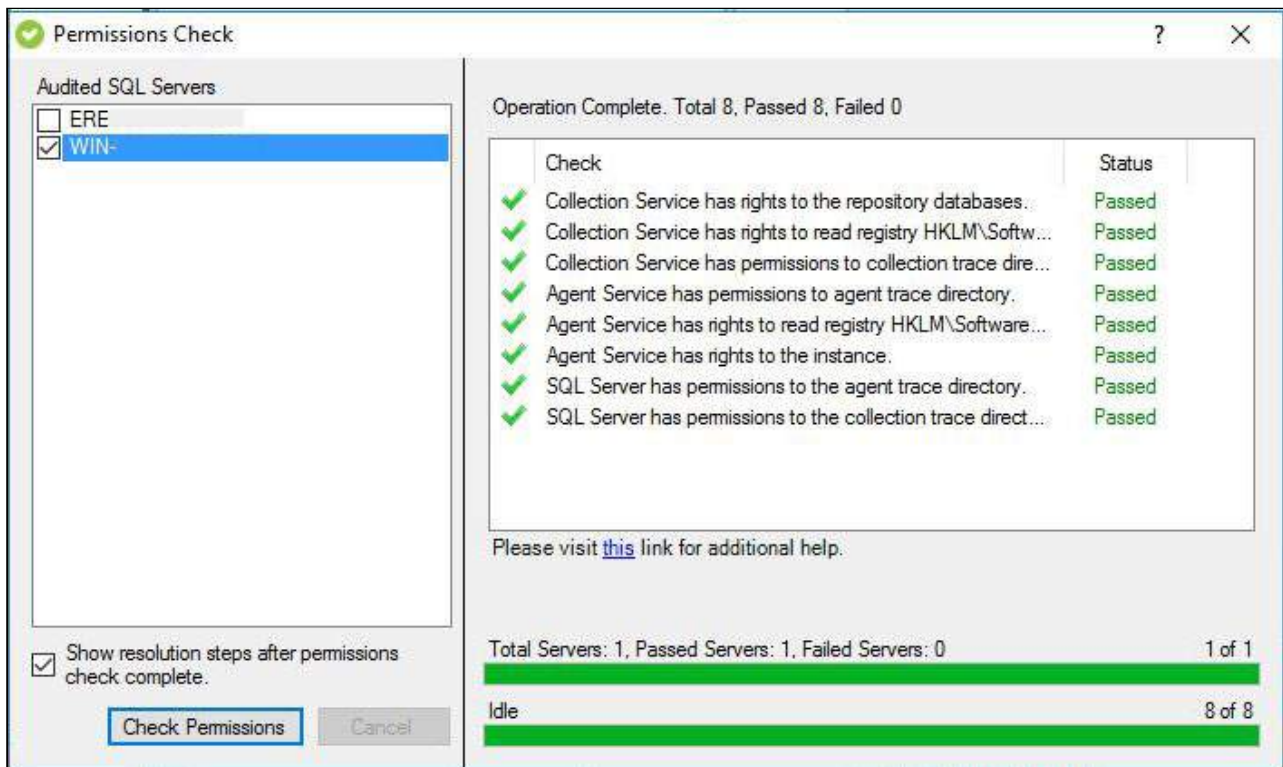 Permissions Check ?
Audited SQL Servers
ERE
WIN-
Show resolution steps after permissions
check complete.
Check Permissions Cancel
Operation Complete. Total 8, Passed 8, Failed 0
Check Status
Collection Service has rights to the repository databases. Passed
Collection Service has rights to read registry HKLM\Softw... Passed
Collection Service has permissions to collection trace dire... Passed
Agent Service has permissions to agent trace directory. Passed
Agent Service has rights to read registry HKLM\Software... Passed
Agent Service has rights to the instance. Passed
SQL Server has permissions to the agent trace directory. Passed
SQL Server has permissions to the collection trace direct... Passed
Please visit this link for additional help.
Total Servers: 1, Passed Servers: 1, Failed Servers: 0 1 of 1
Idle 8 of 8